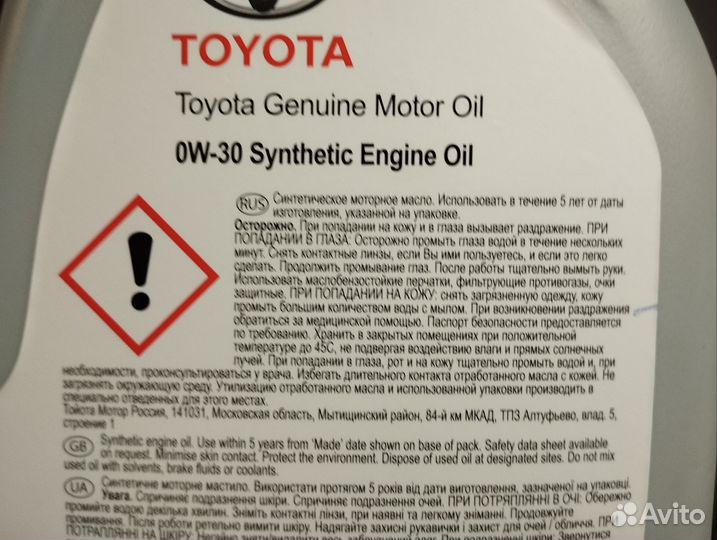 TOYOTA
Toyota Genuine Motor Oil
0W-30 Synthetic Engine Oil
RUS Синтетическое моторное масло. Использовать в течение 5 лет от даты
изготовления, указанной на упаковке.
Осторожно. При попадании на кожу и в глаза вызывает раздражение. ПРИ
ПОПАДАНИИ В ГЛАЗА: Осторожно промыть глаза водой в течение нескольких
минут. Снять контактные линзы, если Вы ими пользуетесь, и если это легко
сделать. Продолжить промывание глаз. После работы тщательно вымыть руки.
Использовать маслобензостойкие перчатки, фильтрующие противогазы, очки
защитные. ПРИ ПОПАДАНИИ НА КОЖУ: снять загрязненную одежду, кожу
промыть большим количеством воды с мылом. При возникновении раздражения
обратиться за медицинской помощью. Паспорт безопасности предоставляется
по требованию. Хранить в закрытых помещениях при положительной
температуре до 45С, не подвергая воздействию влаги и прямых солнечных
лучей. При попадании в глаза, рот и на кожу тщательно промыть водой и, при
необходимости, проконсультироваться у врача. Избегать длительного контакта отработанного масла с кожей. Не
загрязнять окружающую среду. Утилизацию отработанного масла и использованной упаковки производить в
специально отведенных для этого местах.
Тойота Мотор Россия, 141031, Московская область, Мытищинский район, 84-й км МКАД, ТПЗ Алтуфьево, влад. 5,
строение 1
GB Synthetic engine oil. Use within 5 years from 'Made' date shown on base of pack. Safety data sheet available
on request. Minimise skin contact. Protect the environment. Dispose of used oil at designated sites. Do not mix
used oil with solvents, brake fluids or coolants.
UA Синтетичне моторне мастило. Використати протягом 5 років від дати виготовлення, зазначеної на упаковці.
Увага. Спричиняє подразнення шкіри. Спричиняє подразнення очей. ПРИ ПОТРАПЛЯННІ В ОЧІ: Обережно
промийте водою декілька хвилин. Зніміть контактні лінзи, при наявні та легкому знятті. Продовжуйте
промивання. Після роботи ретельно вимити шкіру. Надягайте захисні рукавички і захист для очей / обличчя. ПРИ
ПОТРАПЛЯННІ НА ШКІРУ:
Avito